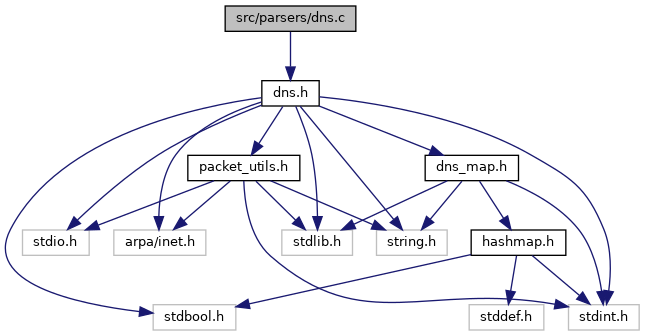 src/parsers/dns.c
dns.h
packet_utils.h
dns_map.h
stdio.h
arpa/inet.h
stdlib.h
string.h
hashmap.h
stdbool.h
stddef.h
stdint.h